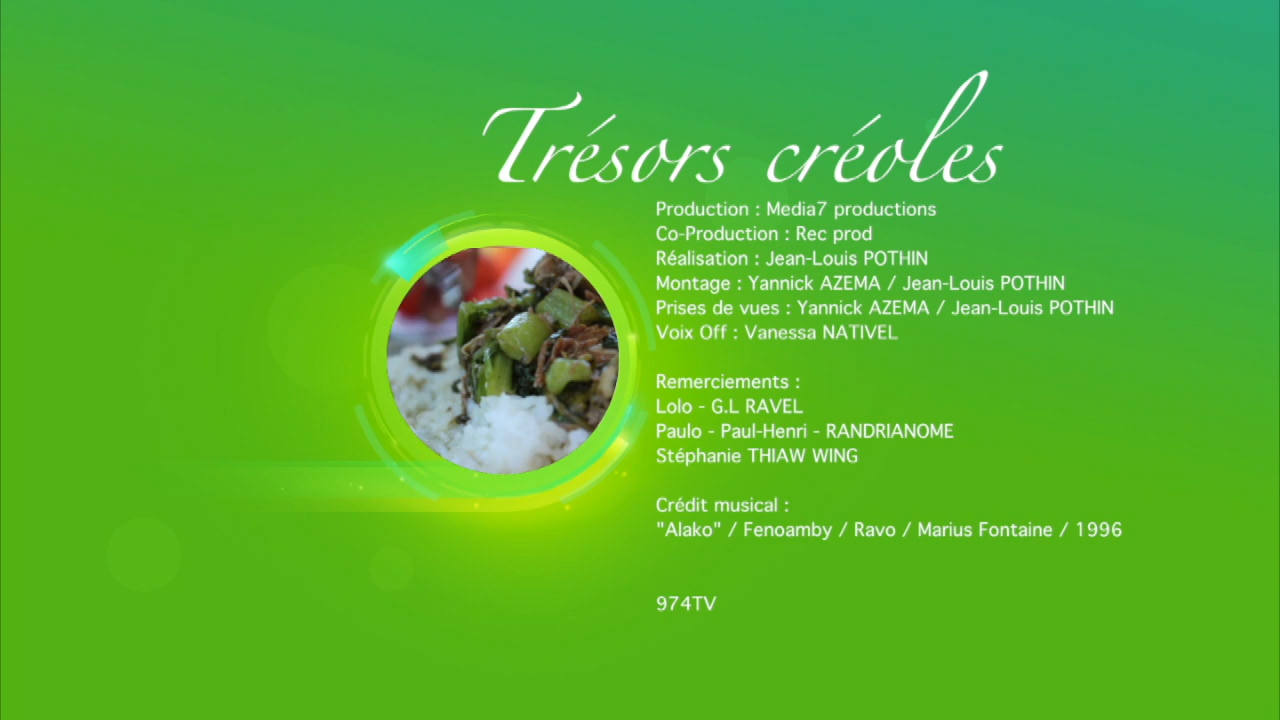 Trésors créoles
Production : Media7 productions
Co-Production : Rec prod
Réalisation : Jean-Louis POTHIN
Montage : Yannick AZEMA / Jean-Louis POTHIN
Prises de vues : Yannick AZEMA / Jean-Louis POTHIN
Voix Off : Vanessa NATIVEL
Remerciements :
Lolo - G.L RAVEL
Paulo - Paul-Henri - RANDRIANOME
Stéphanie THIAW WING
Crédit musical :
"Alako" / Fenoamby / Ravo / Marius Fontaine / 1996
974TV